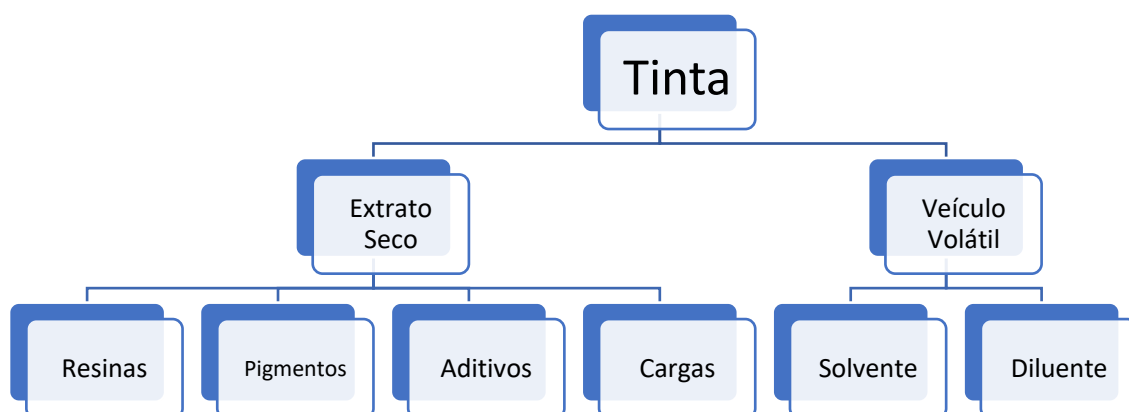 Tinta
Extrato
Seco
Veículo
Volátil
Resinas
Pigmentos
Aditivos
Cargas
Solvente
Diluente